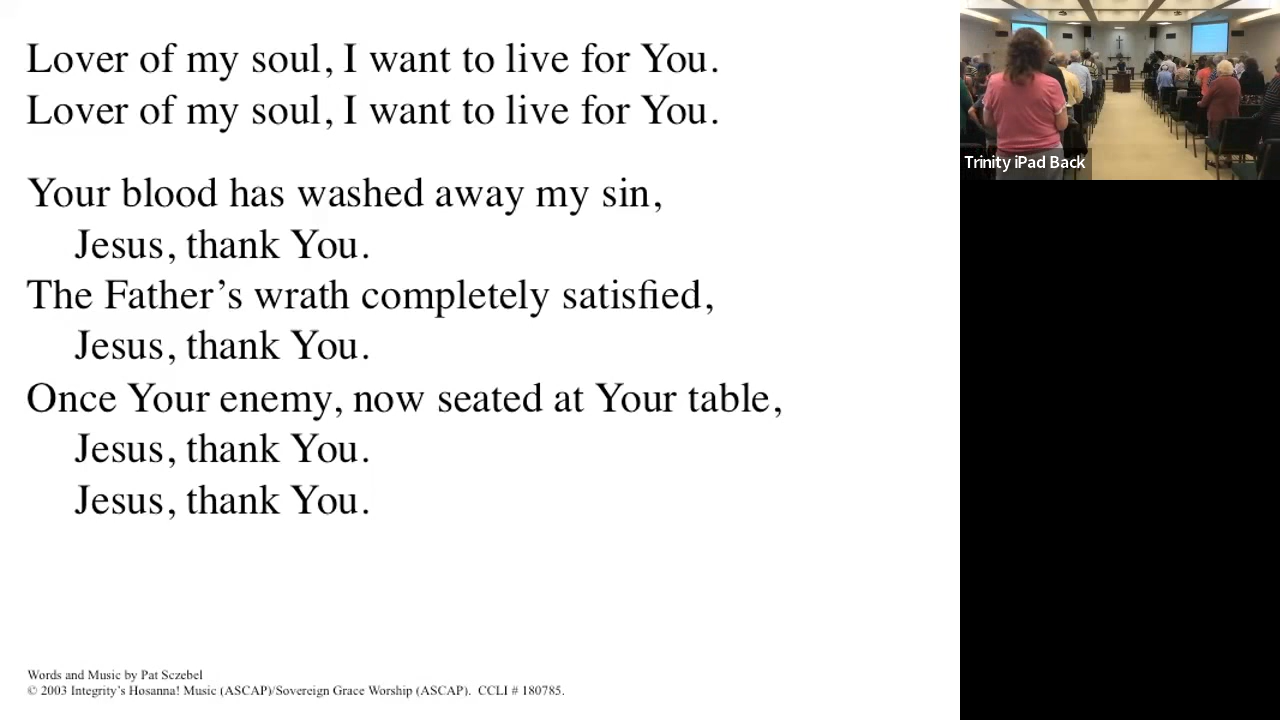 Lover of my soul, I want to live for You.
Lover of my soul, I want to live for You.
Your blood has washed away my sin,
Jesus, thank You.
The Father’s wrath completely satisfied,
Jesus, thank You.
Once Your enemy, now seated at Your table,
Jesus, thank You.
Jesus, thank You.
Words and Music by Pat Sczebel
© 2003 Integrity’s Hosanna! Music (ASCAP)/Sovereign Grace Worship (ASCAP). CCLI # 180785.
Trinity iPad Back